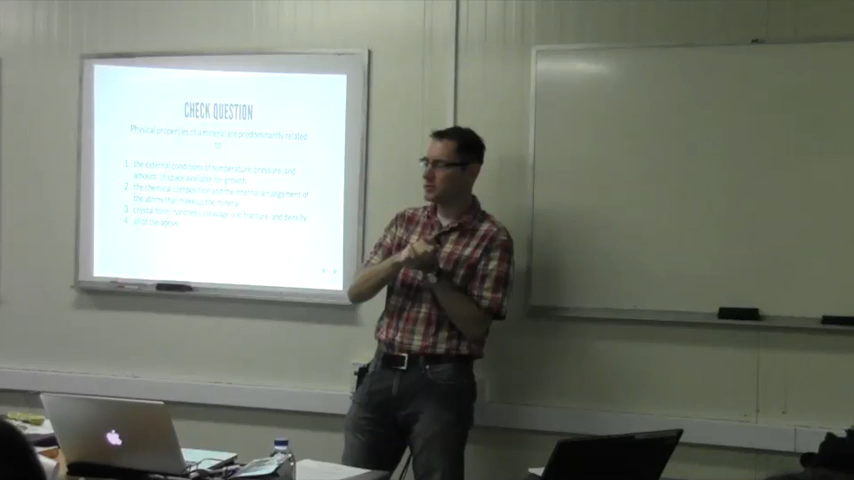 CHECK QUESTION
Physical properties of a mineral are predominantly related
to:
1. the external conditions of temperature, pressure, and
amount of space available for growth.
2. the chemical composition and the internal arrangement of
the atoms that make up the mineral.
3. crystal form, hardness, cleavage, and fracture, and density.
4. all of the above.